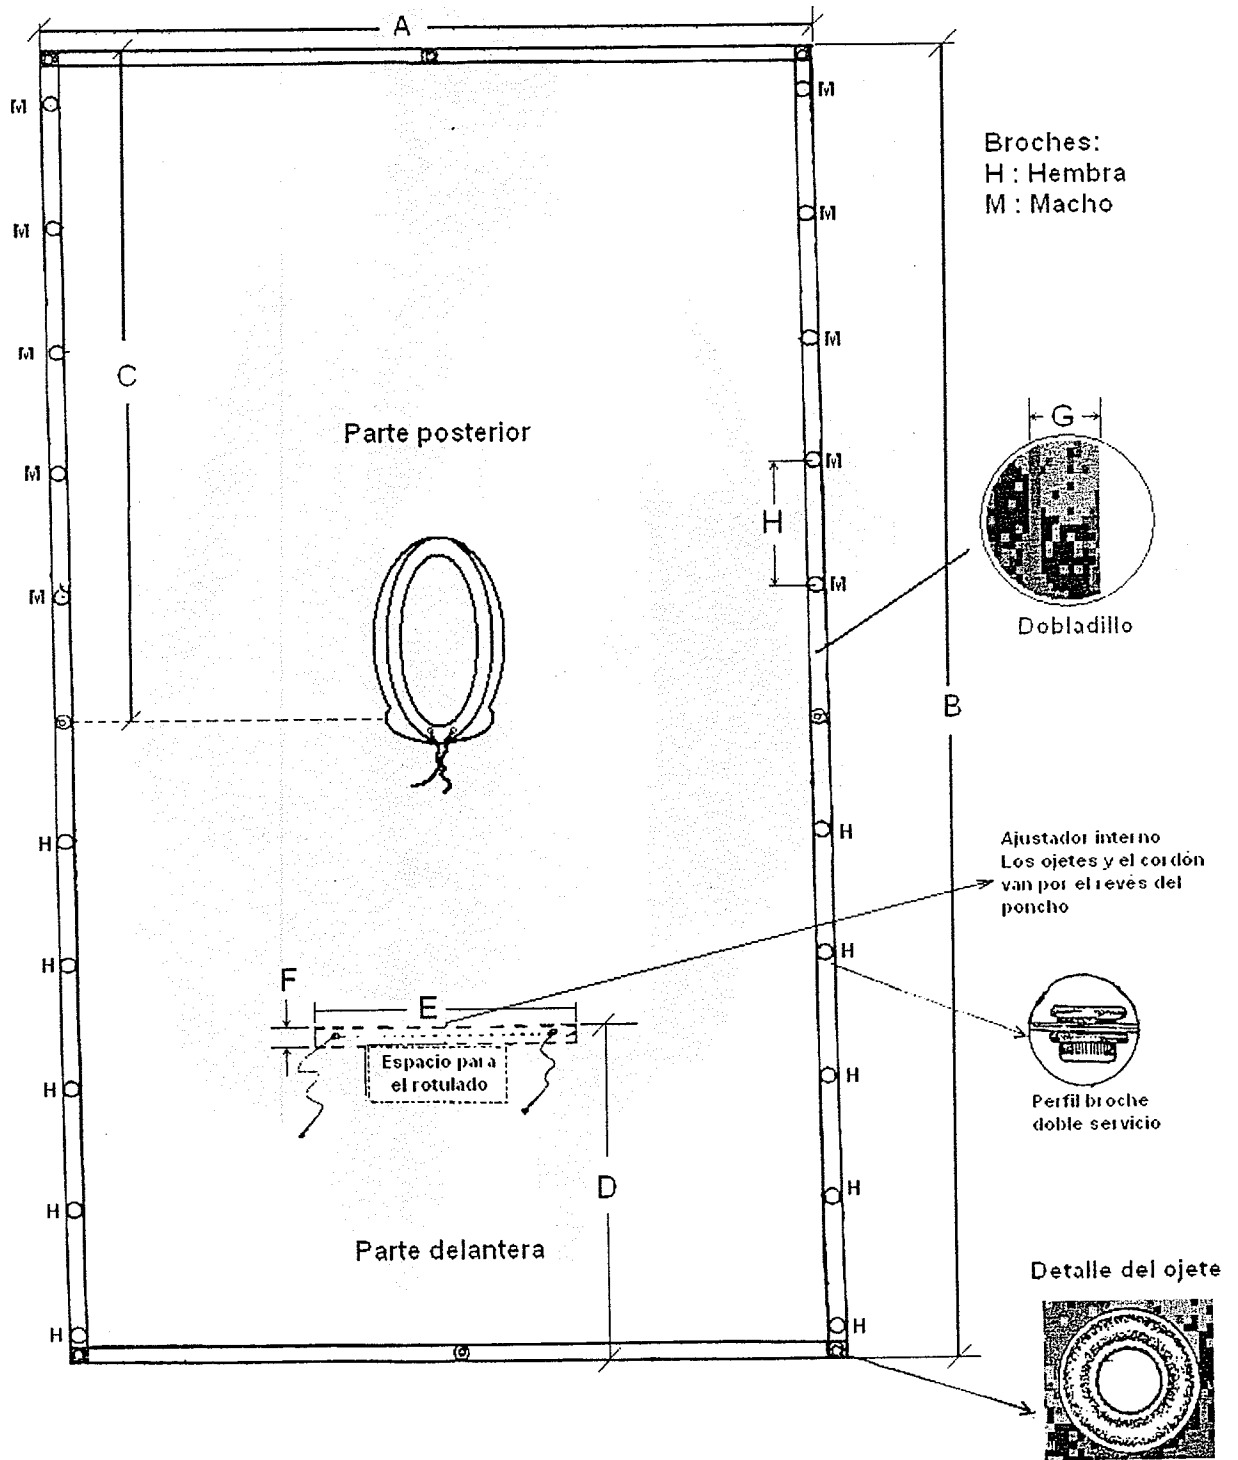 A
M
M
Broches:
H : Hembra
M : Macho
M
M
M
M
C
G
Parte posterior
M
M
H
M
M
Dobladillo
B
H
H
Ajustador interno
Los ojetes y el cordón
van por el revés del
poncho
H
H
F
E
Espacio para
el rotulado
H
H
Perfil broche
doble servicio
D
H
H
Parte delantera
Detalle del ojete
H
H